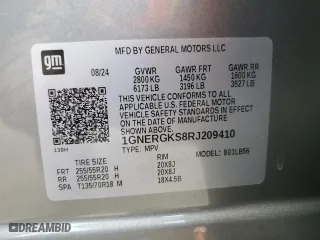 gm
MFD BY GENERAL MOTORS LLC
08/24 GVWR GAWR FRT GAWR RR
2800 KG 1450 KG 1600 KG
6173 LB 3196 LB 3527 LB
THIS VEHICLE CONFORMS TO ALL APPLICABLE
U.S. FEDERAL MOTOR VEHICLE SAFETY
STANDARDS IN EFFECT ON THE DATE OF
MANUFACTURE SHOWN ABOVE.
1GNERGKS8RJ209410
TYPE: MPV MODEL: B01LB56
TIRE SIZE RIM
FRT 255/55R20 H 20X8J
RR 255/55R20 H 20X8J
SPA T135/70R18 M 18X4.5B
DEALERS AUCTION.COM